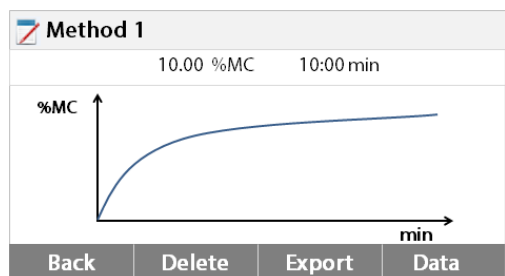 Method 1
10.00 %MC 10:00 min
%MC
min
Back Delete Export Data